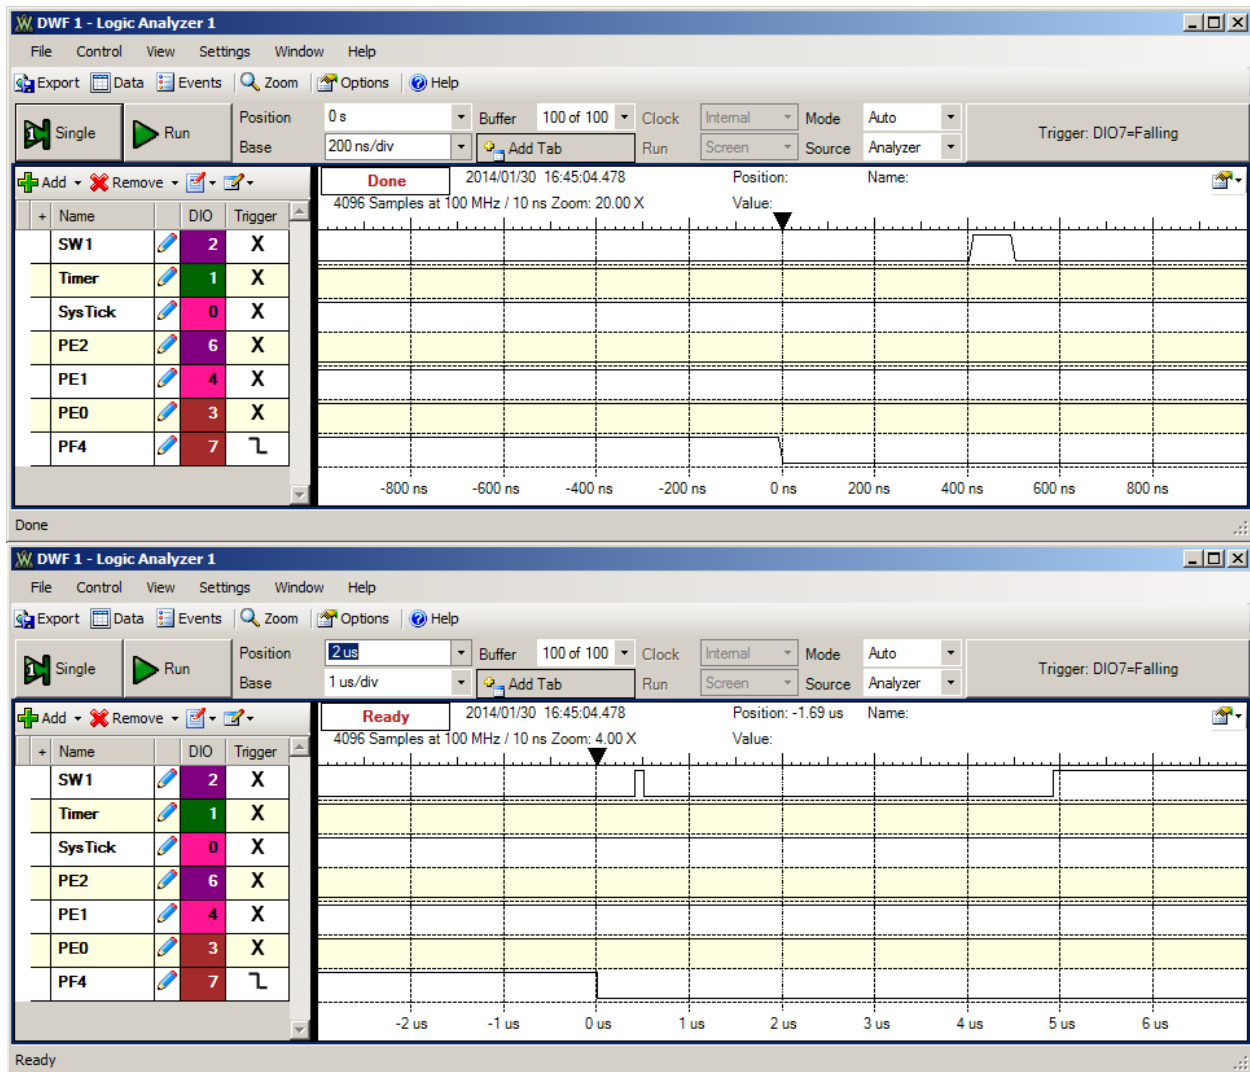 DWF 1 - Logic Analyzer 1
File Control View Settings Window Help
Export Data Events Zoom Options Help
Single Run Position 0 s Buffer 100 of 100 Clock Internal Mode Auto Trigger: DIO7=Falling
Base 200 ns/div Add Tab Run Screen Source Analyzer
Add Remove Done 2014/01/30 16:45:04.478 Position: Name:
4096 Samples at 100 MHz / 10 ns Zoom: 20.00 X Value:
+ Name DIO Trigger
SW1 2 X
Timer 1 X
SysTick 0 X
PE2 6 X
PE1 4 X
PE0 3 X
PF4 7
-800 ns -600 ns -400 ns -200 ns 0 ns 200 ns 400 ns 600 ns 800 ns
Done
DWF 1 - Logic Analyzer 1
File Control View Settings Window Help
Export Data Events Zoom Options Help
Single Run Position 2 us Buffer 100 of 100 Clock Internal Mode Auto Trigger: DIO7=Falling
Base 1 us/div Add Tab Run Screen Source Analyzer
Add Remove Ready 2014/01/30 16:45:04.478 Position: -1.69 us Name:
4096 Samples at 100 MHz / 10 ns Zoom: 4.00 X Value:
+ Name DIO Trigger
SW1 2 X
Timer 1 X
SysTick 0 X
PE2 6 X
PE1 4 X
PE0 3 X
PF4 7
-2 us -1 us 0 us 1 us 2 us 3 us 4 us 5 us 6 us
Ready